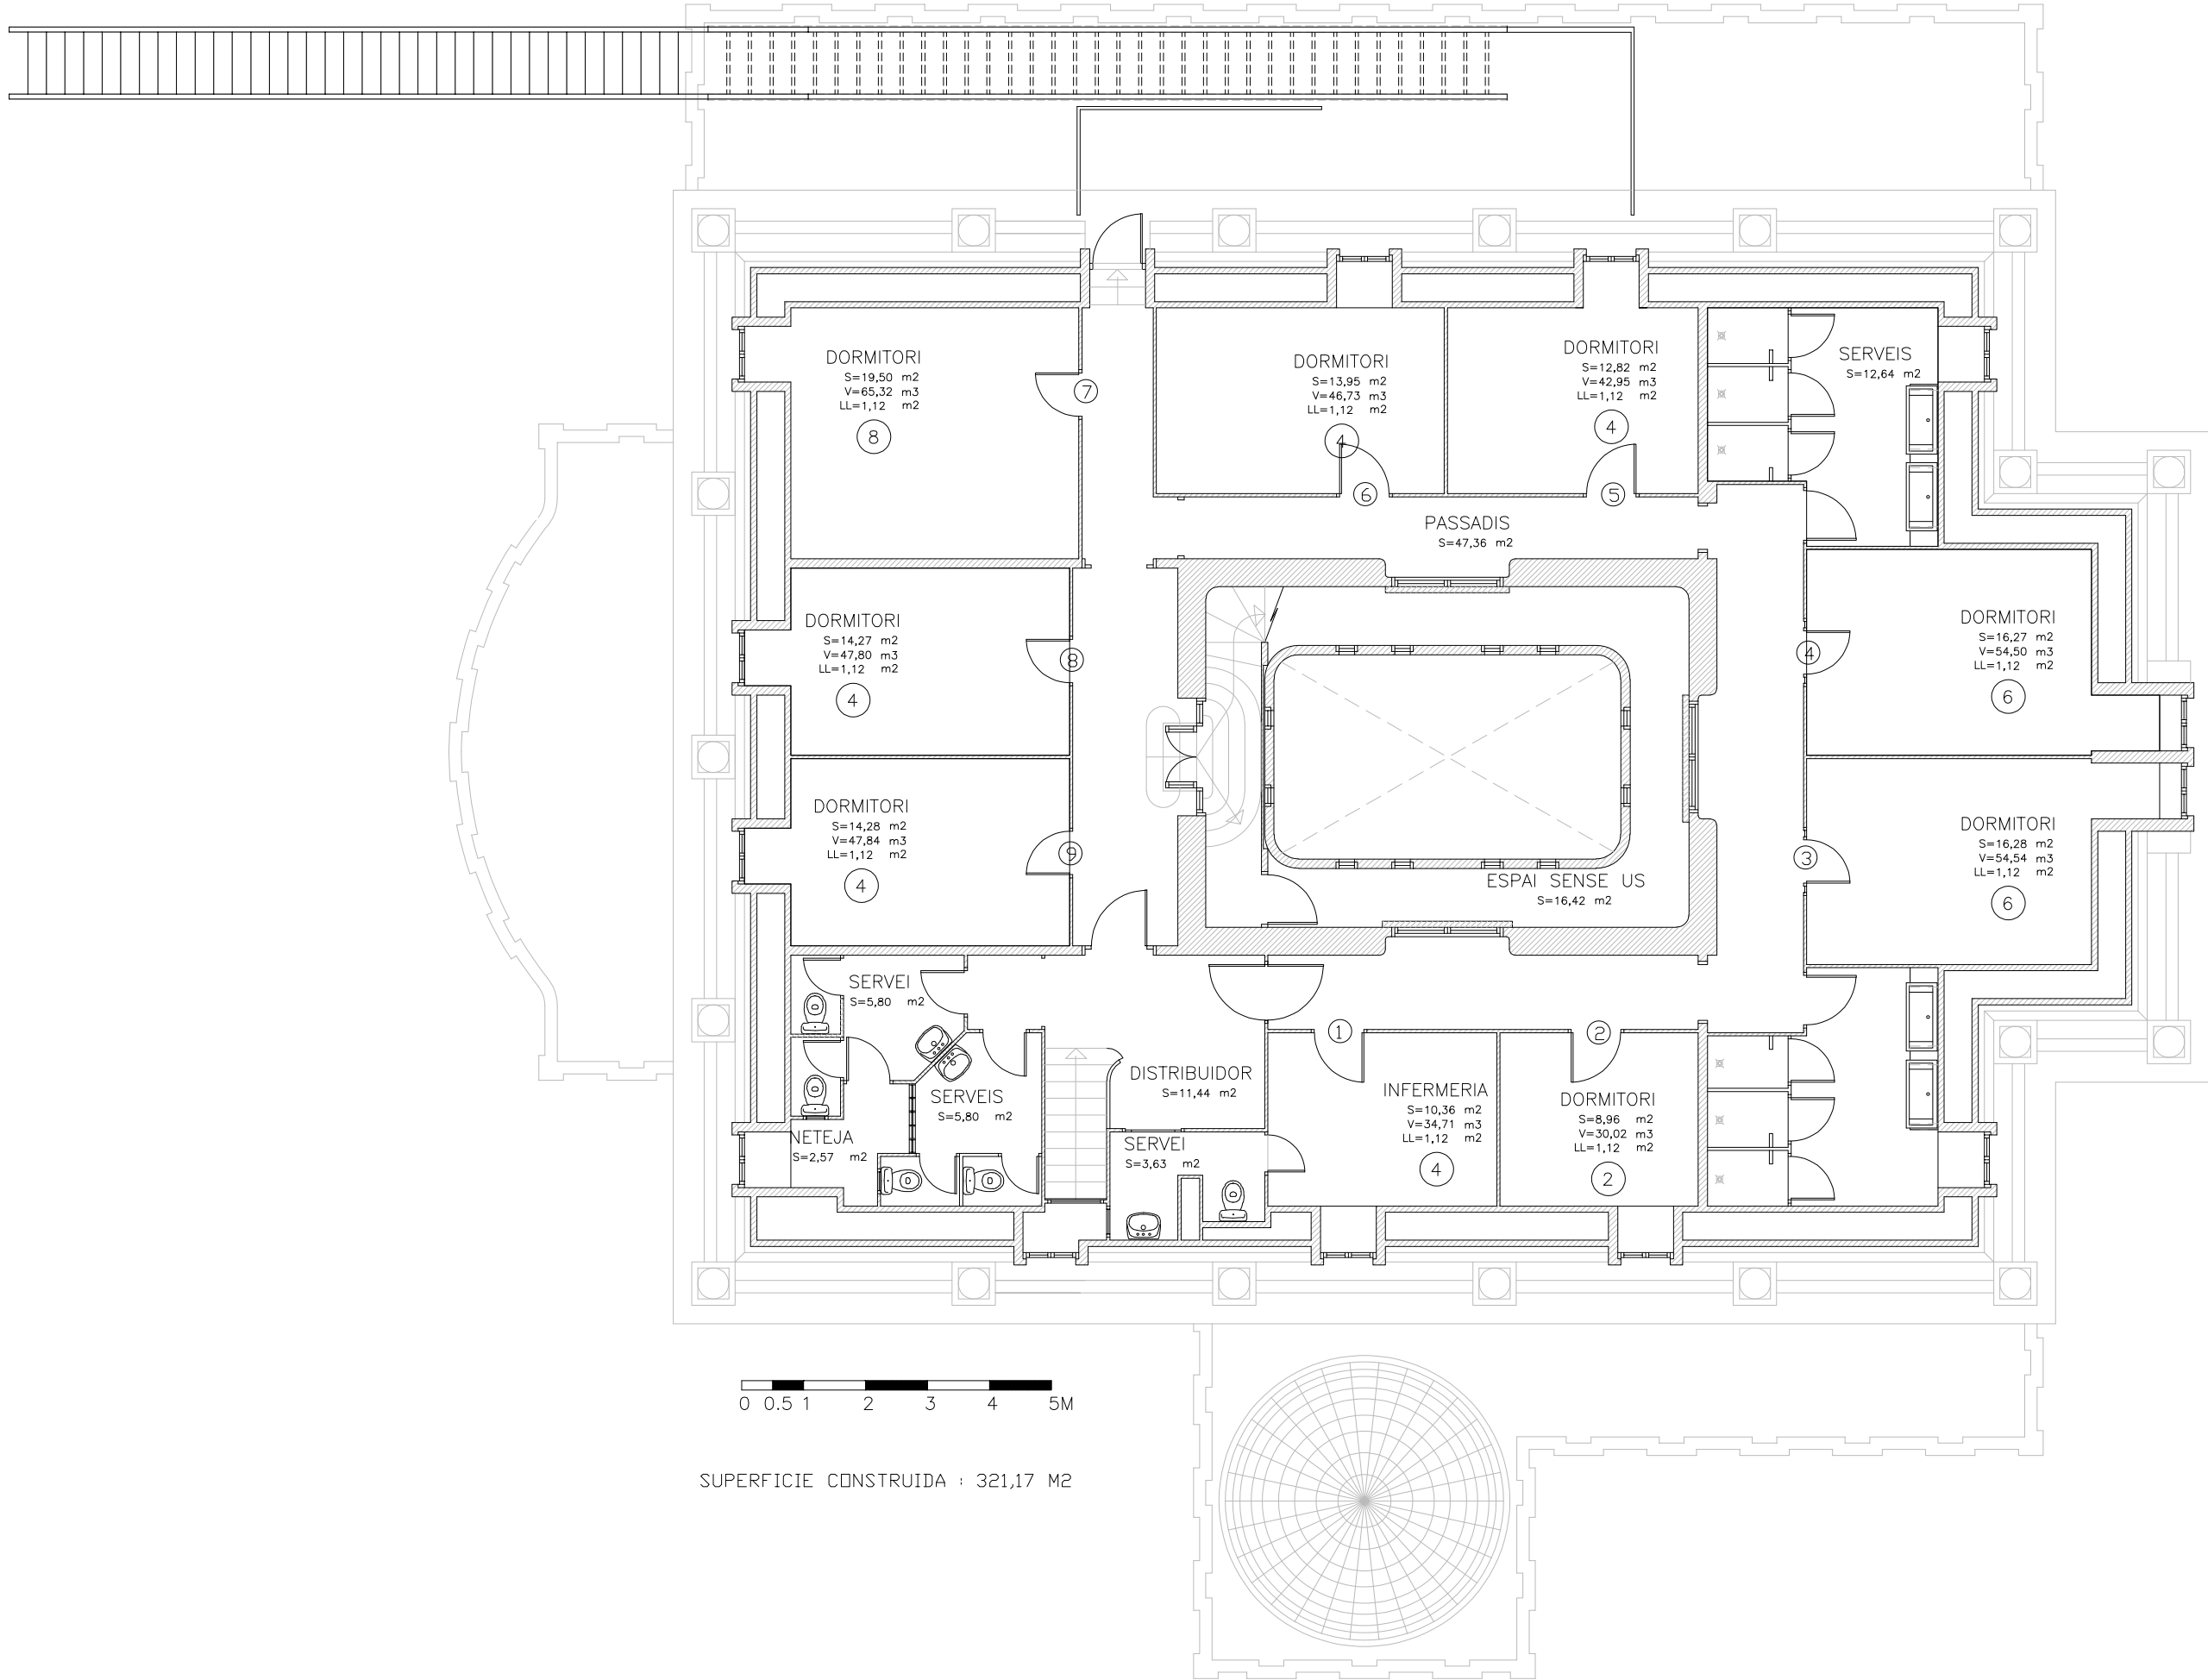 DORMITORI
S=19,50 m2
V=65,32 m3
LL=1,12 m2
8
7
DORMITORI
S=13,95 m2
V=46,73 m3
LL=1,12 m2
4
6
DORMITORI
S=12,82 m2
V=42,95 m3
LL=1,12 m2
4
5
SERVEIS
S=12,64 m2
PASSADIS
S=47,36 m2
DORMITORI
S=14,27 m2
V=47,80 m3
LL=1,12 m2
4
8
DORMITORI
S=16,27 m2
V=54,50 m3
LL=1,12 m2
6
4
DORMITORI
S=14,28 m2
V=47,84 m3
LL=1,12 m2
4
9
ESPAI SENSE US
S=16,42 m2
3
DORMITORI
S=16,28 m2
V=54,54 m3
LL=1,12 m2
6
SERVEI
S=5,80 m2
SERVEIS
S=5,80 m2
NETEJA
S=2,57 m2
DISTRIBUIDOR
S=11,44 m2
SERVEI
S=3,63 m2
1
INFERMERIA
S=10,36 m2
V=34,71 m3
LL=1,12 m2
4
2
DORMITORI
S=8,96 m2
V=30,02 m3
LL=1,12 m2
2
0 0.5 1 2 3 4 5M
SUPERFICIE CONSTRUIDA : 321,17 M2